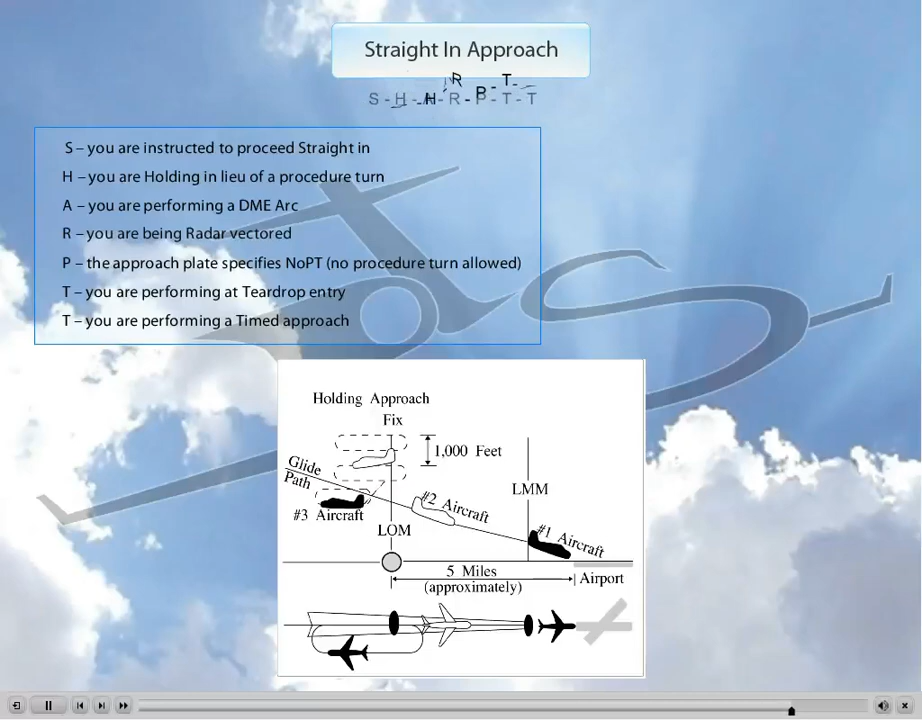 Straight In Approach
S - H - A - R - P - T - T
S – you are instructed to proceed Straight in
H – you are Holding in lieu of a procedure turn
A – you are performing a DME Arc
R – you are being Radar vectored
P – the approach plate specifies NoPT (no procedure turn allowed)
T – you are performing at Teardrop entry
T – you are performing a Timed approach
Holding Approach
Fix
1,000 Feet
Glide
Path
LMM
#2 Aircraft
#3 Aircraft
LOM
#1 Aircraft
5 Miles
(approximately)
Airport